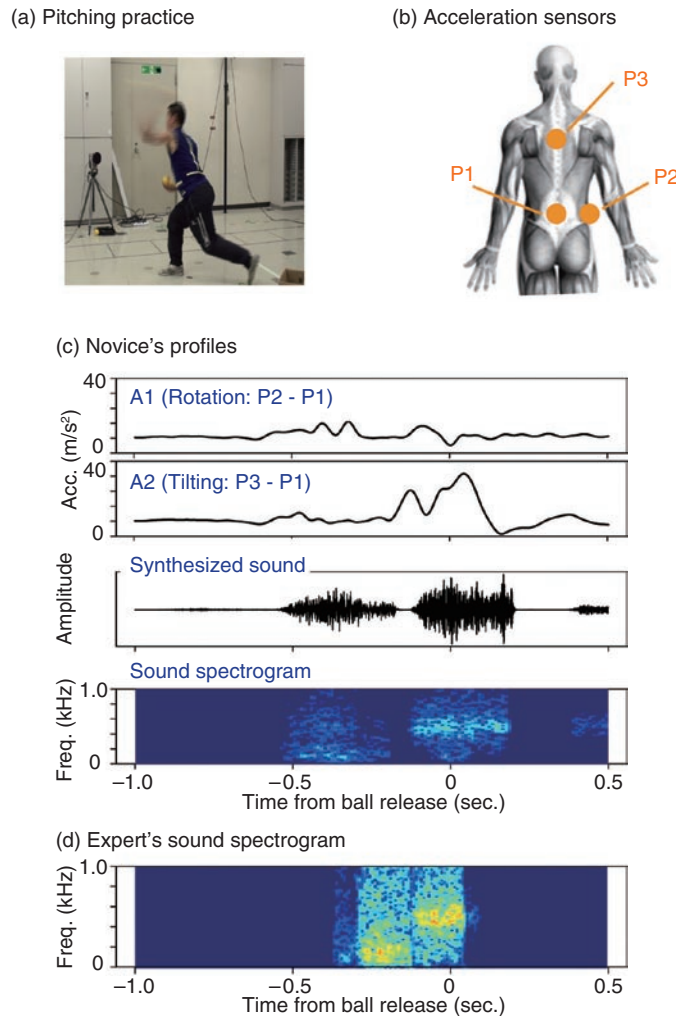 (a) Pitching practice
(b) Acceleration sensors
P3
P1
P2
(c) Novice's profiles
40
A1 (Rotation: P2 - P1)
0
Acc. (m/s²)
40
A2 (Tilting: P3 - P1)
0
Synthesized sound
Amplitude
Sound spectrogram
1.0
Freq. (kHz)
0
−1.0 −0.5 0 0.5
Time from ball release (sec.)
(d) Expert's sound spectrogram
1.0
Freq. (kHz)
0
−1.0 −0.5 0 0.5
Time from ball release (sec.)